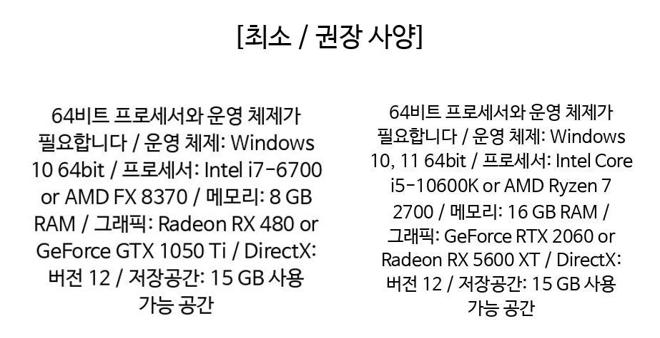 [최소 / 권장 사양]
64비트 프로세서와 운영 체제가
필요합니다 / 운영 체제: Windows
10 64bit / 프로세서: Intel i7-6700
or AMD FX 8370 / 메모리: 8 GB
RAM / 그래픽: Radeon RX 480 or
GeForce GTX 1050 Ti / DirectX:
버전 12 / 저장공간: 15 GB 사용
가능 공간
64비트 프로세서와 운영 체제가
필요합니다 / 운영 체제: Windows
10, 11 64bit / 프로세서: Intel Core
i5-10600K or AMD Ryzen 7
2700 / 메모리: 16 GB RAM /
그래픽: GeForce RTX 2060 or
Radeon RX 5600 XT / DirectX:
버전 12 / 저장공간: 15 GB 사용
가능 공간